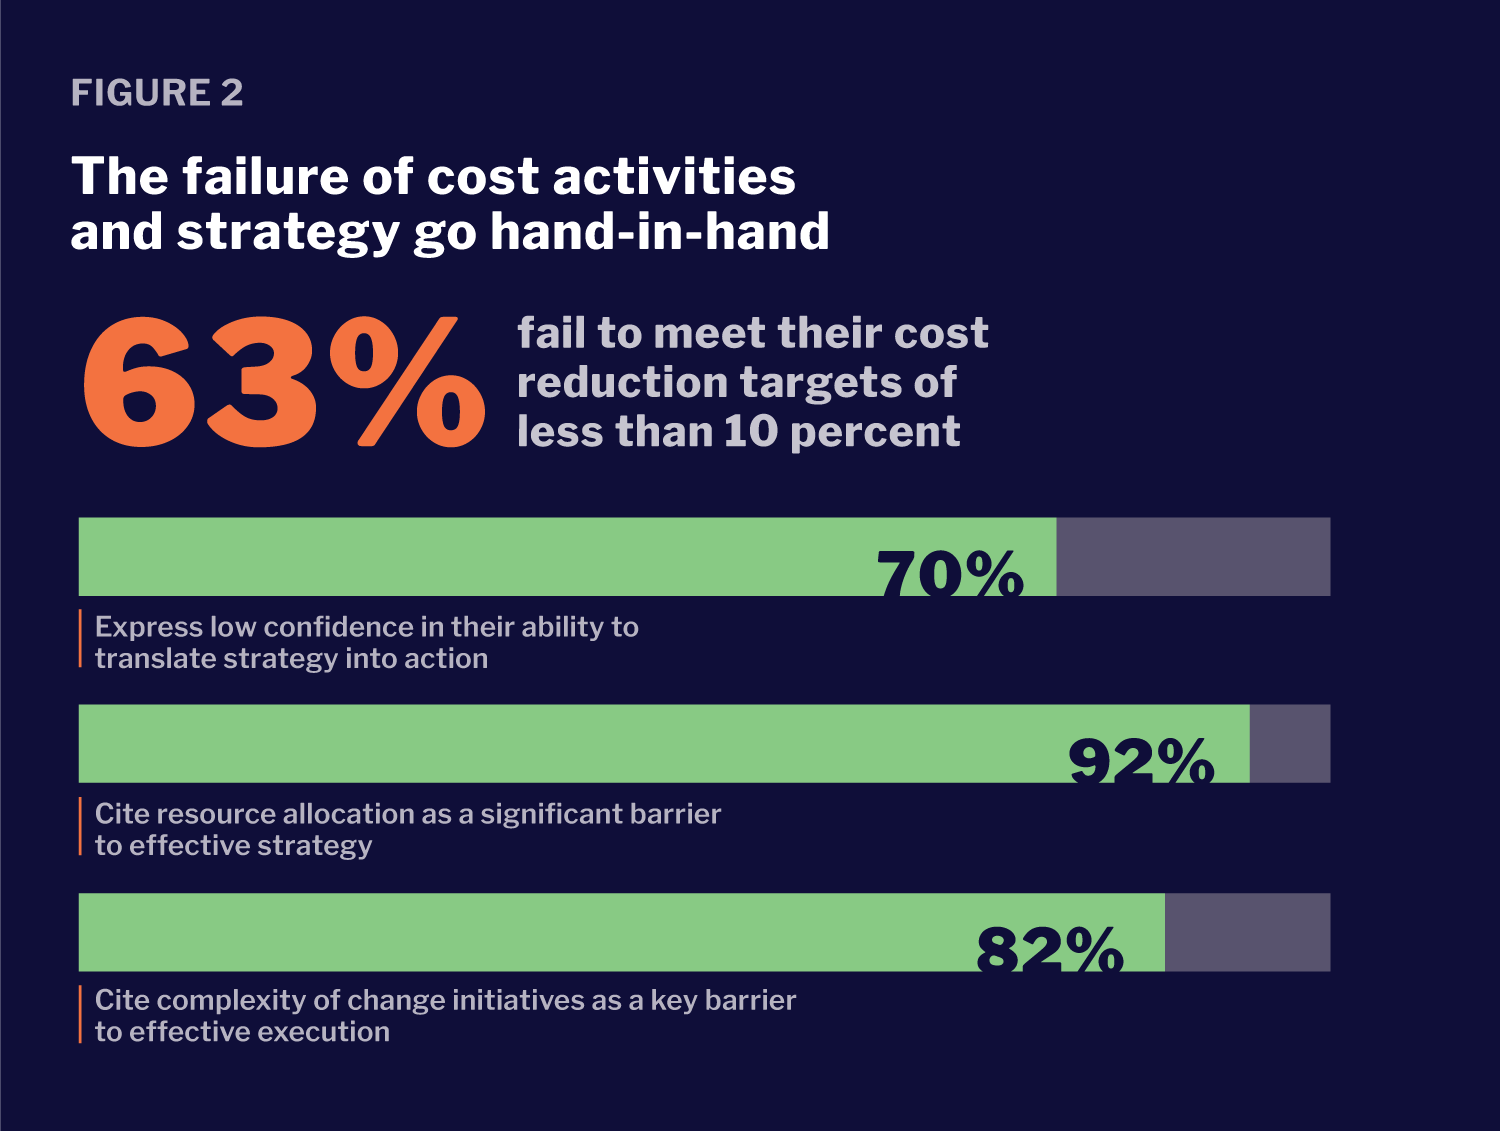 FIGURE 2
The failure of cost activities
and strategy go hand-in-hand
63%
fail to meet their cost
reduction targets of
less than 10 percent
70%
Express low confidence in their ability to
translate strategy into action
92%
Cite resource allocation as a significant barrier
to effective strategy
82%
Cite complexity of change initiatives as a key barrier
to effective execution